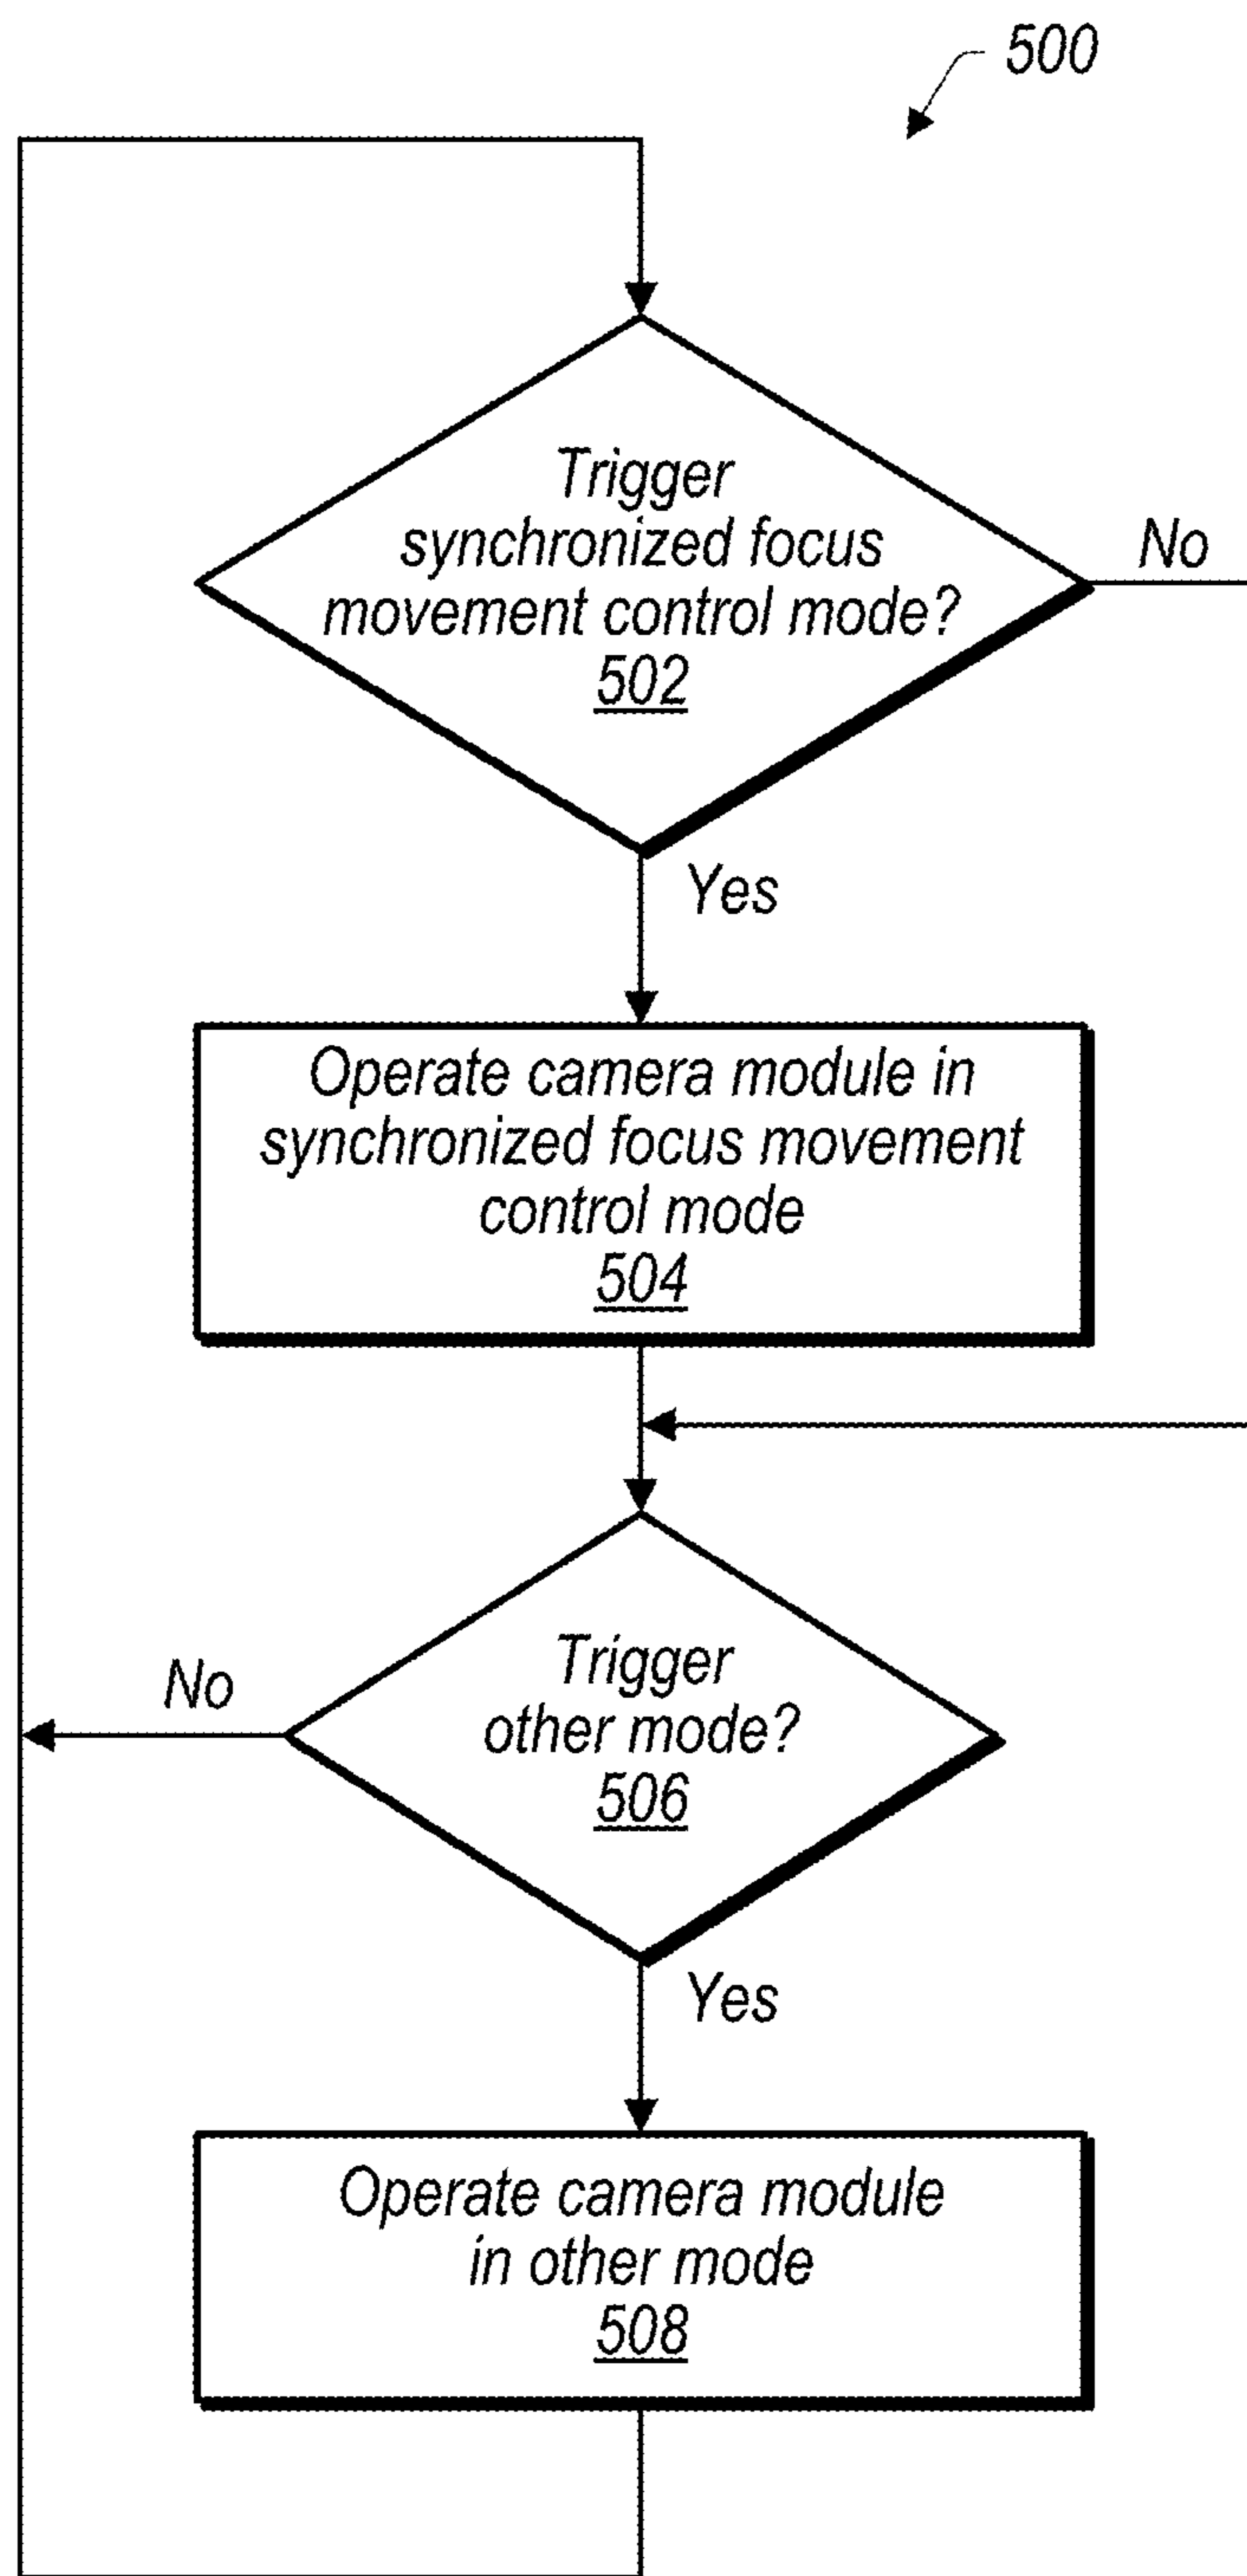 500
Trigger
synchronized focus
movement control mode?
502
No
Yes
Operate camera module in
synchronized focus movement
control mode
504
Trigger
other mode?
506
No
Yes
Operate camera module
in other mode
508